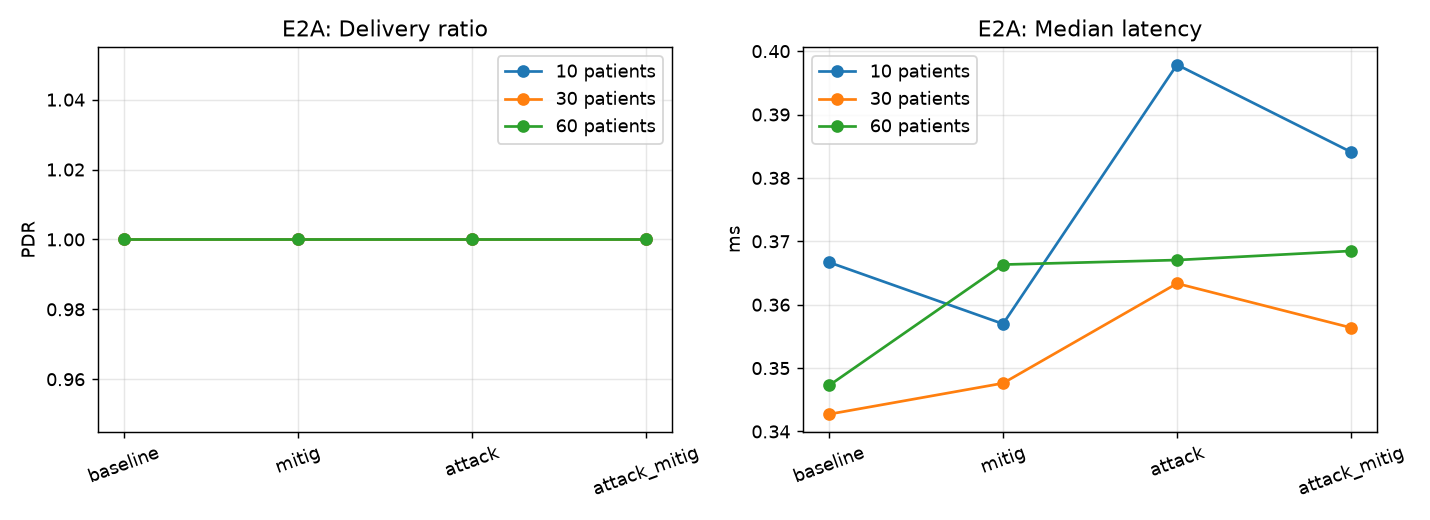 E2A: Delivery ratio
PDR
1.04
1.02
1.00
0.98
0.96
10 patients
30 patients
60 patients
baseline
mitig
attack
attack_mitig
E2A: Median latency
ms
0.40
0.39
0.38
0.37
0.36
0.35
0.34
10 patients
30 patients
60 patients
baseline
mitig
attack
attack_mitig